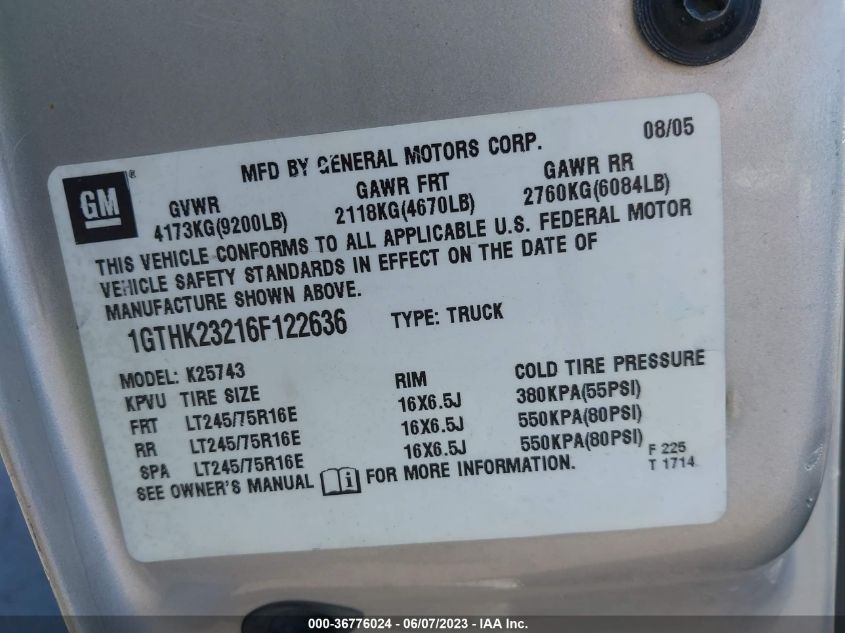 08/05
MFD BY GENERAL MOTORS CORP.
GM ®
GVWR GAWR FRT GAWR RR
4173KG(9200LB) 2118KG(4670LB) 2760KG(6084LB)
THIS VEHICLE CONFORMS TO ALL APPLICABLE U.S. FEDERAL MOTOR
VEHICLE SAFETY STANDARDS IN EFFECT ON THE DATE OF
MANUFACTURE SHOWN ABOVE.
1GTHK23216F122636 TYPE: TRUCK
MODEL: K25743
KPVU TIRE SIZE RIM COLD TIRE PRESSURE
FRT LT245/75R16E 16X6.5J 380KPA(55PSI)
RR LT245/75R16E 16X6.5J 550KPA(80PSI)
SPA LT245/75R16E 16X6.5J 550KPA(80PSI)
SEE OWNER'S MANUAL i FOR MORE INFORMATION.
F 225
T 1714
000-36776024 - 06/07/2023 - IAA Inc.